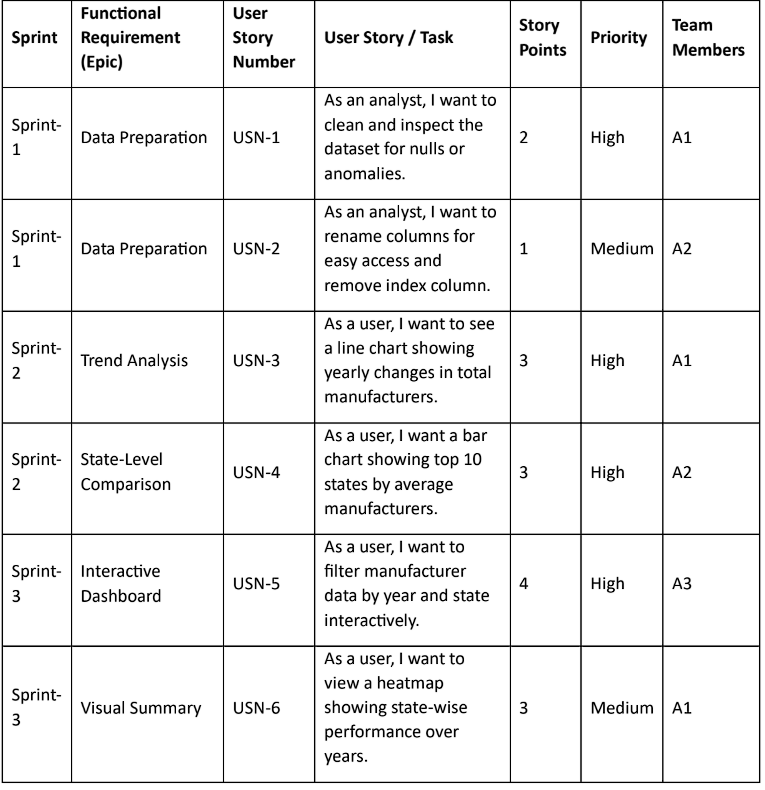 Sprint
Functional
Requirement
(Epic)
User
Story
Number
User Story / Task
Story
Points
Priority
Team
Members
Sprint-
1
Data Preparation
USN-1
As an analyst, I want to
clean and inspect the
dataset for nulls or
anomalies.
2
High
A1
Sprint-
1
Data Preparation
USN-2
As an analyst, I want to
rename columns for
easy access and
remove index column.
1
Medium
A2
Sprint-
2
Trend Analysis
USN-3
As a user, I want to see
a line chart showing
yearly changes in total
manufacturers.
3
High
A1
Sprint-
2
State-Level
Comparison
USN-4
As a user, I want a bar
chart showing top 10
states by average
manufacturers.
3
High
A2
Sprint-
3
Interactive
Dashboard
USN-5
As a user, I want to
filter manufacturer
data by year and state
interactively.
4
High
A3
Sprint-
3
Visual Summary
USN-6
As a user, I want to
view a heatmap
showing state-wise
performance over
years.
3
Medium
A1